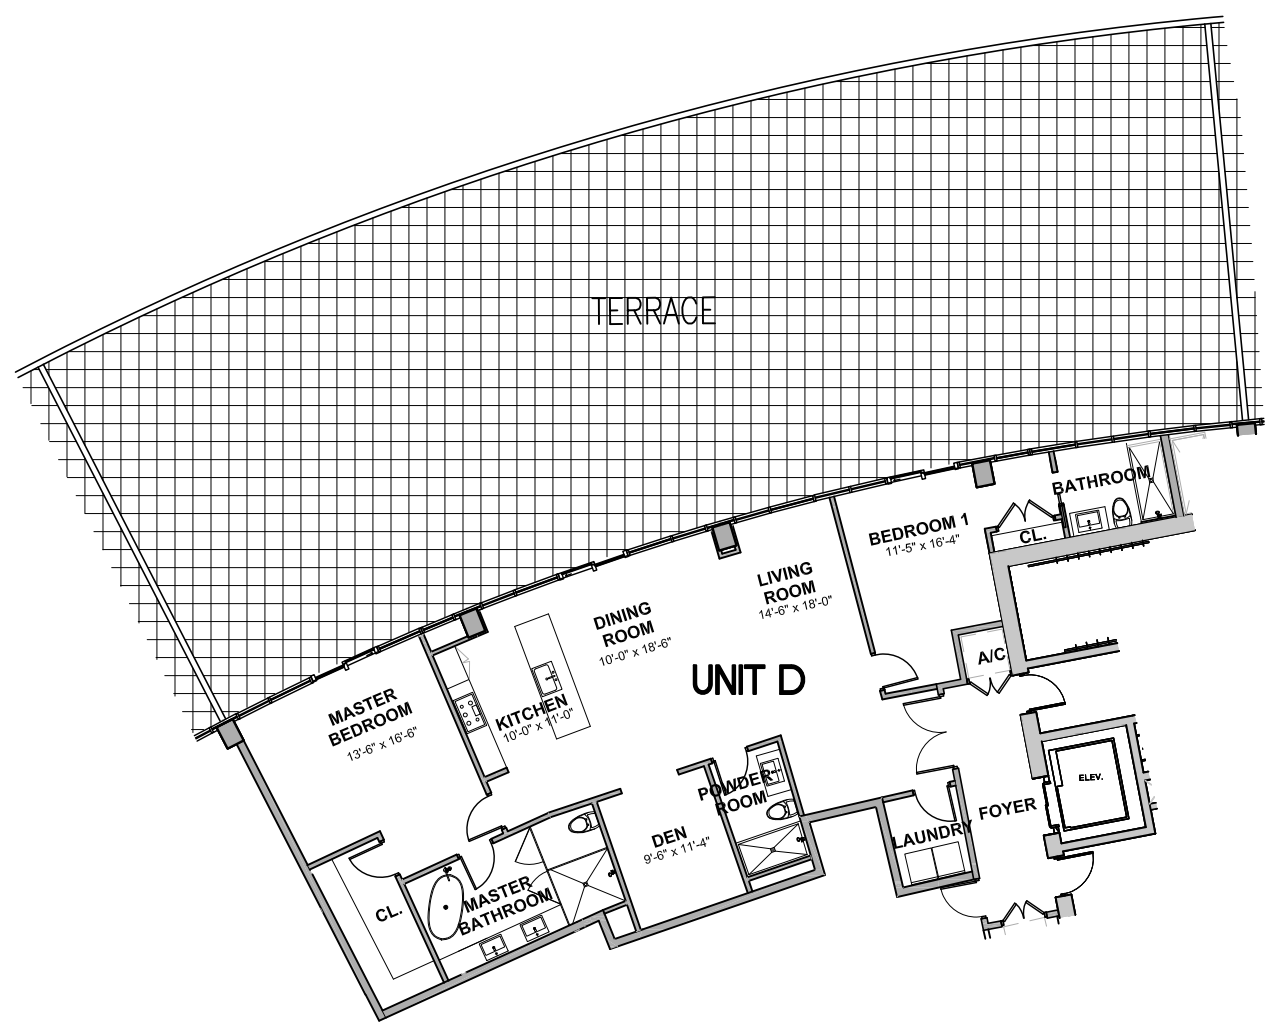 TERRACE
BATHROOM
BEDROOM 1
11'-5" x 16'-4"
CL.
LIVING
ROOM
14'-6" x 18'-0"
DINING
ROOM
10'-0" x 18'-6"
A/C
UNIT D
MASTER
BEDROOM
13'-6" x 16'-6"
KITCHEN
10'-0" x 11'-0"
ELEV.
POWDER
ROOM
FOYER
DEN
9'-6" x 11'-4"
LAUNDRY
MASTER
BATHROOM
CL.